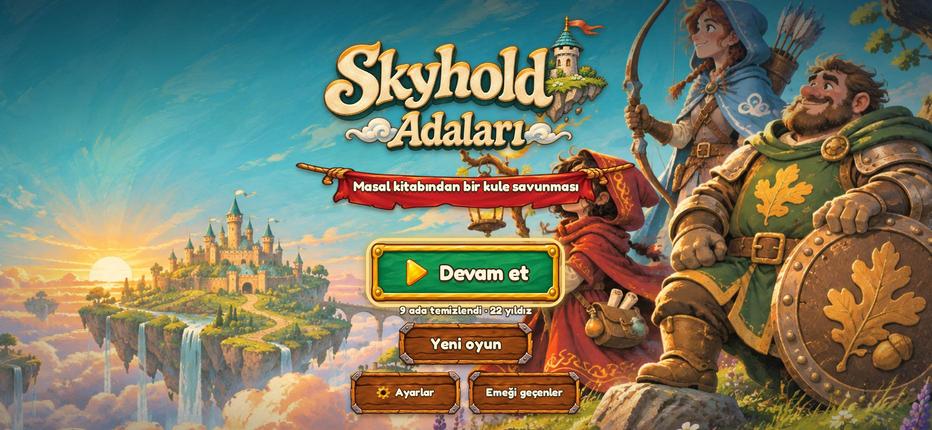 Skyhold
Adaları
Masal kitabından bir kule savunması
Devam et
9 ada temizlendi · 22 yıldız
Yeni oyun
Ayarlar
Emeği geçenler